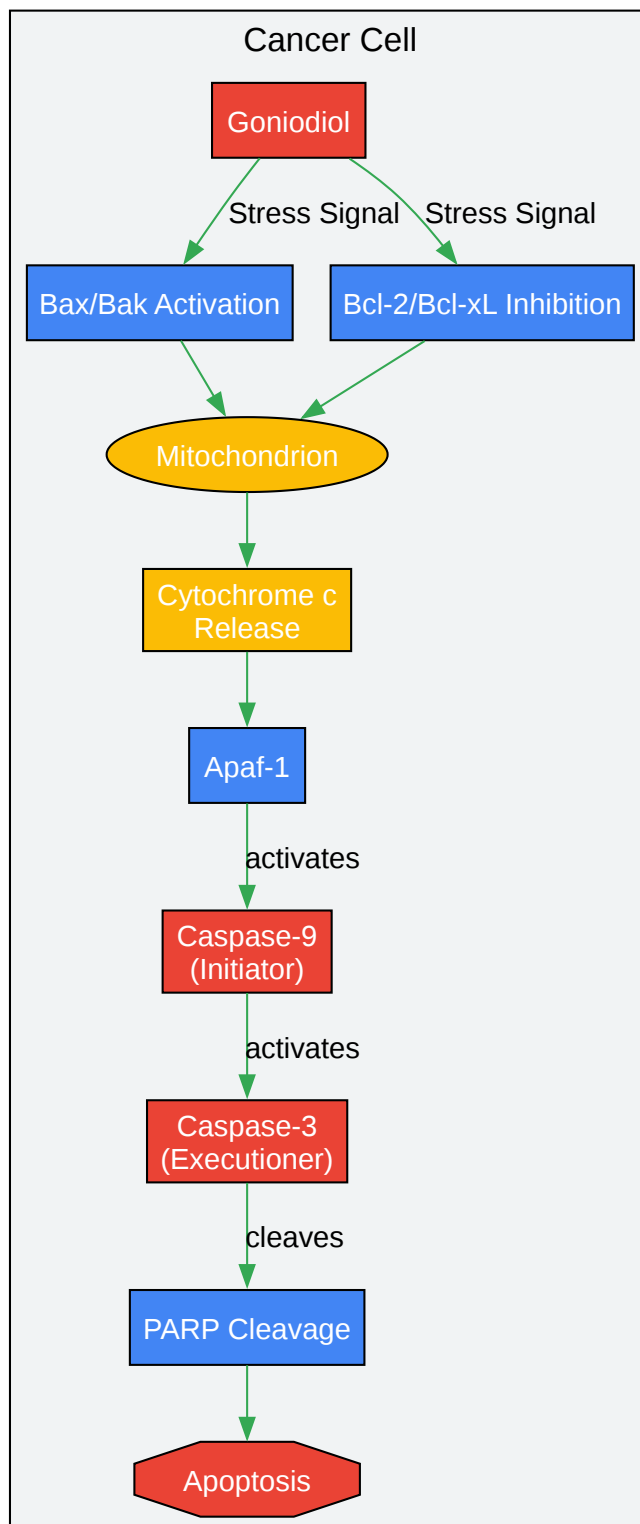 Cancer Cell
Goniodiol
Stress Signal
Stress Signal
Bax/Bak Activation
Bcl-2/Bcl-xL Inhibition
Mitochondrion
Cytochrome c
Release
Apaf-1
activates
Caspase-9
(Initiator)
activates
Caspase-3
(Executioner)
cleaves
PARP Cleavage
Apoptosis